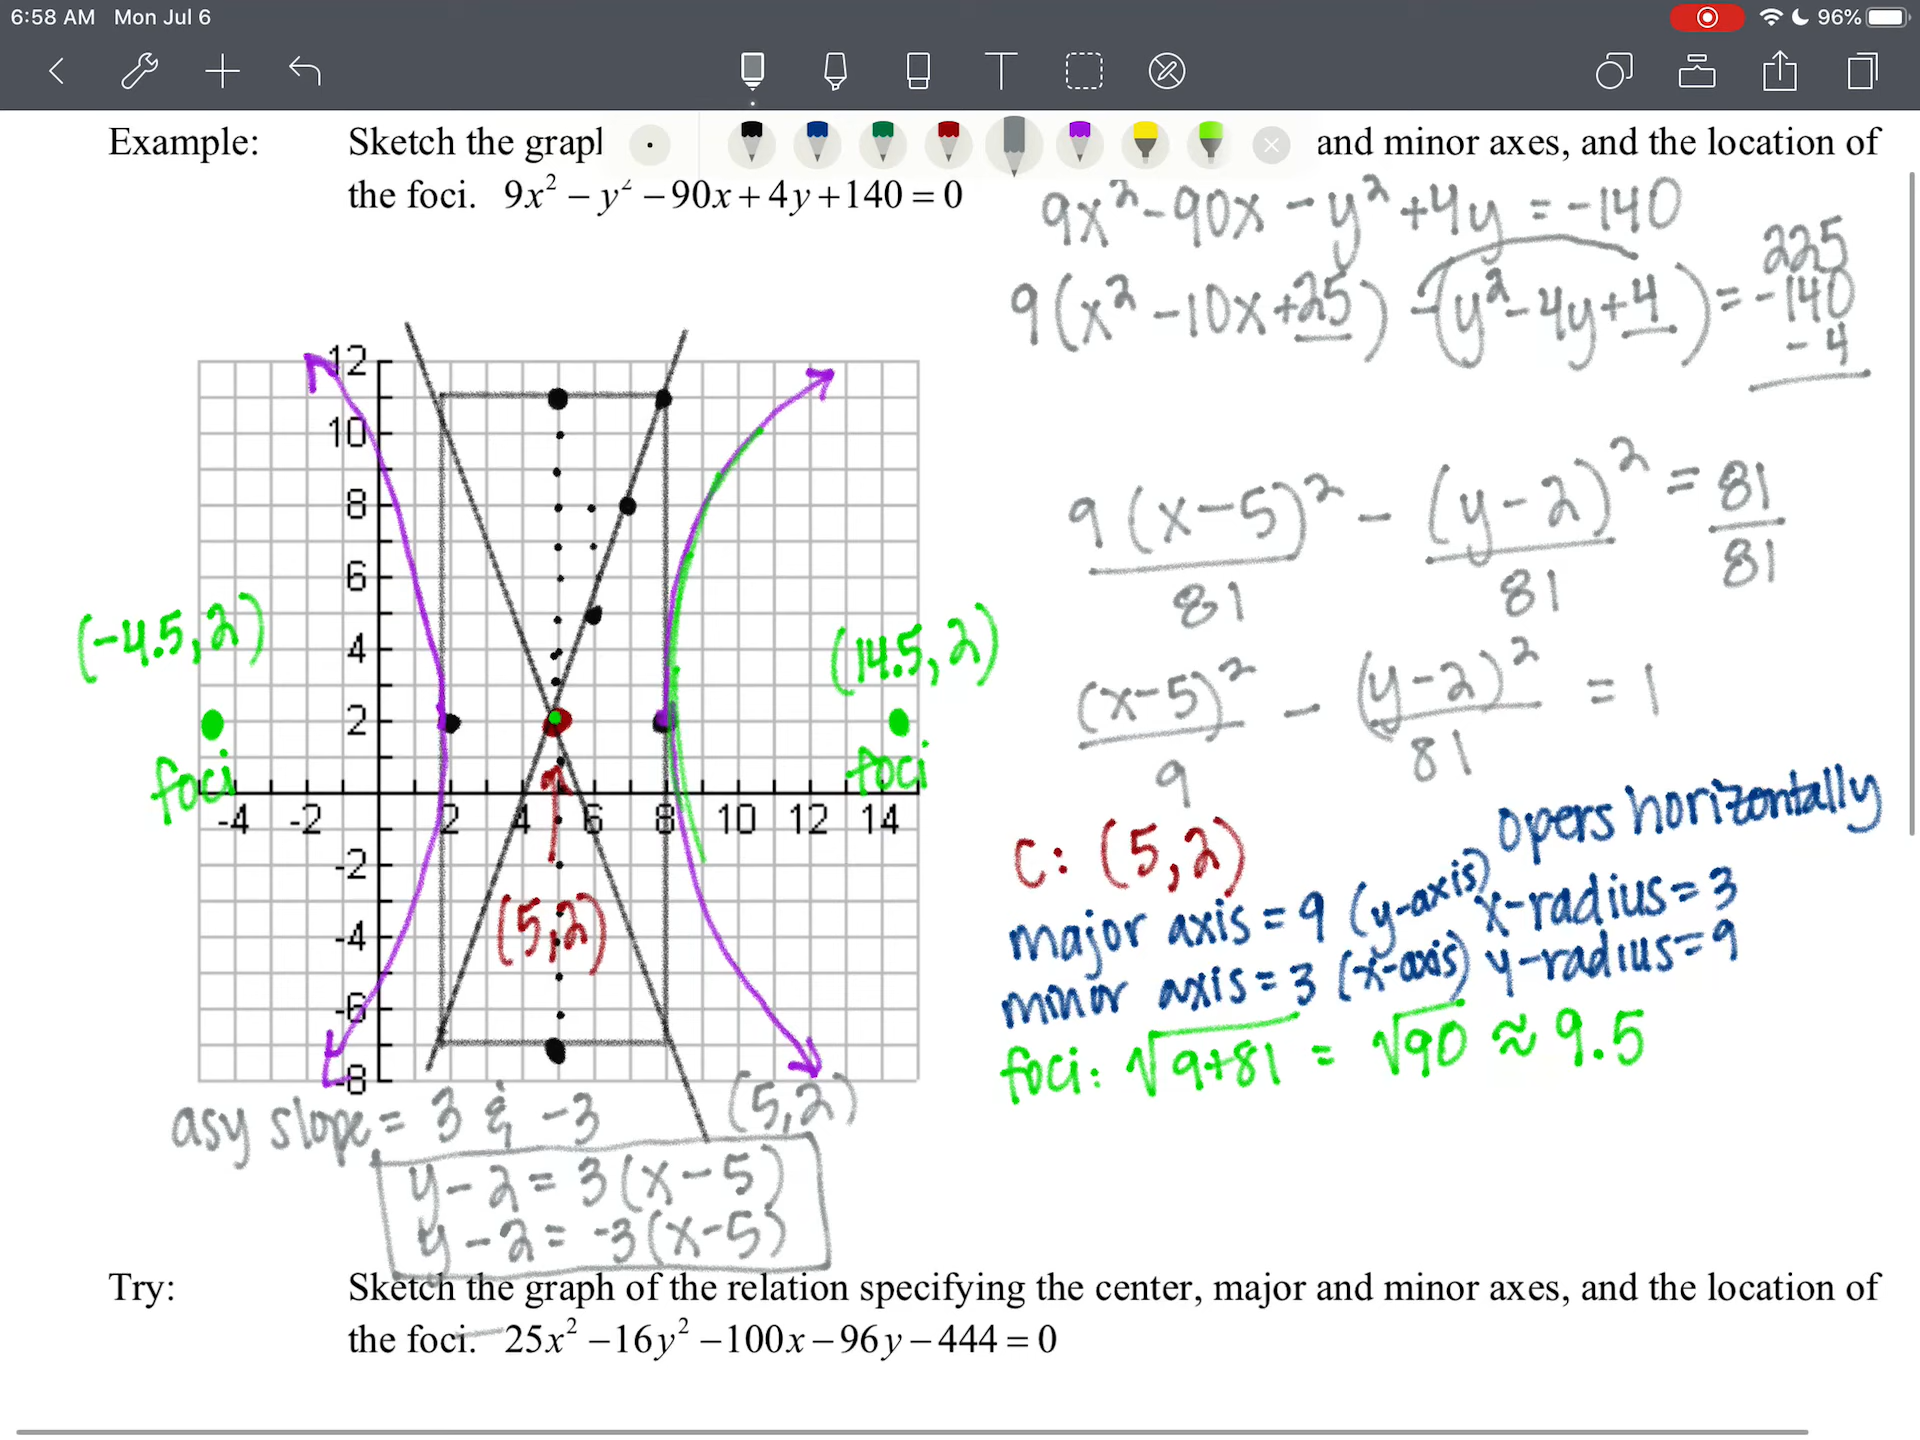 6:58 AM Mon Jul 6
96%
Example: Sketch the grap and minor axes, and the location of
the foci. 9x² − y² − 90x + 4y + 140 = 0
9x² - 90x - y² + 4y = -140
225
9(x² - 10x + 25) - (y² - 4y + 4) = -140
- 4
9(x-5)²/81 - (y-2)²/81 = 81/81
(x-5)²/9 - (y-2)²/81 = 1
12
10
8
6
4
2
-4 -2 2 4 6 8 10 12 14
-2
-4
-6
-8
(-4.5, 2)
foci
(14.5, 2)
foci
(5, 2)
opens horizontally
C: (5, 2)
major axis = 9 (y-axis) x-radius = 3
minor axis = 3 (x-axis) y-radius = 9
foci: √9+81 = √90 ≈ 9.5
asy slope = 3 & -3 (5, 2)
y - 2 = 3(x - 5)
y - 2 = -3(x - 5)
Try: Sketch the graph of the relation specifying the center, major and minor axes, and the location of
the foci. 25x² − 16y² − 100x − 96y − 444 = 0